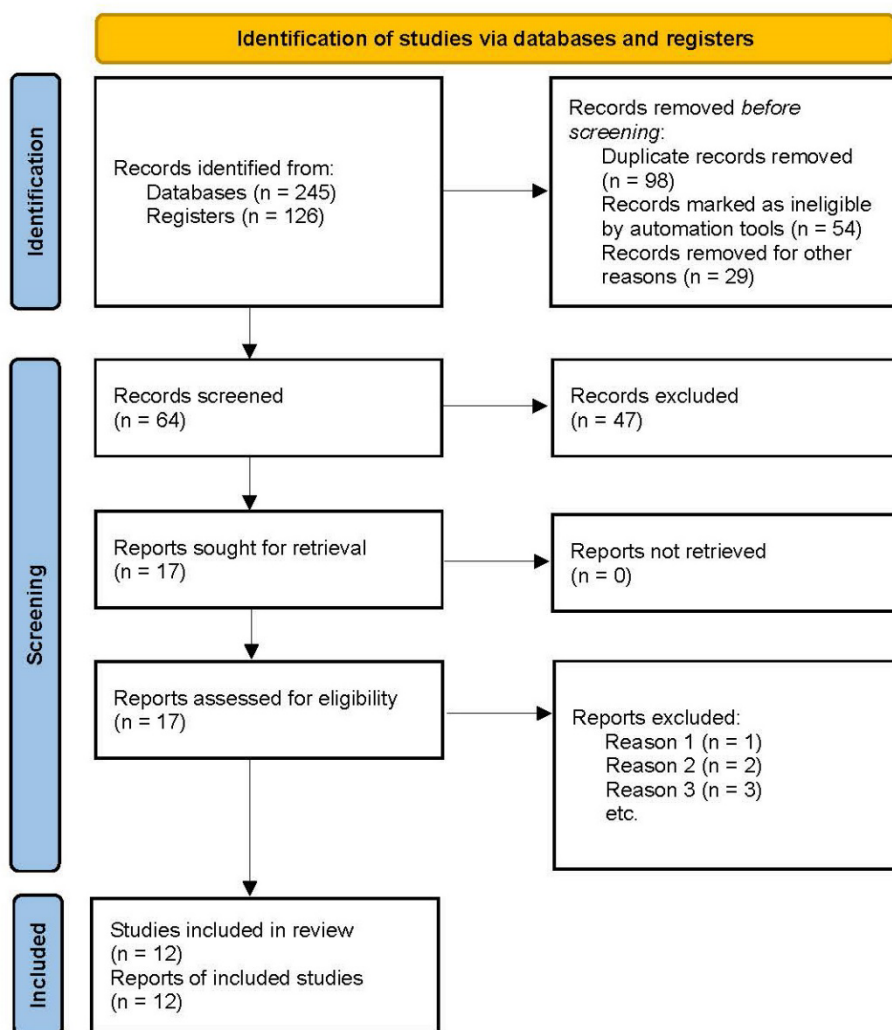 Identification of studies via databases and registers
Identification
Records identified from:
Databases (n = 245)
Registers (n = 126)
Records removed before
screening:
Duplicate records removed
(n = 98)
Records marked as ineligible
by automation tools (n = 54)
Records removed for other
reasons (n = 29)
Screening
Records screened
(n = 64)
Records excluded
(n = 47)
Reports sought for retrieval
(n = 17)
Reports not retrieved
(n = 0)
Reports assessed for eligibility
(n = 17)
Reports excluded:
Reason 1 (n = 1)
Reason 2 (n = 2)
Reason 3 (n = 3)
etc.
Included
Studies included in review
(n = 12)
Reports of included studies
(n = 12)